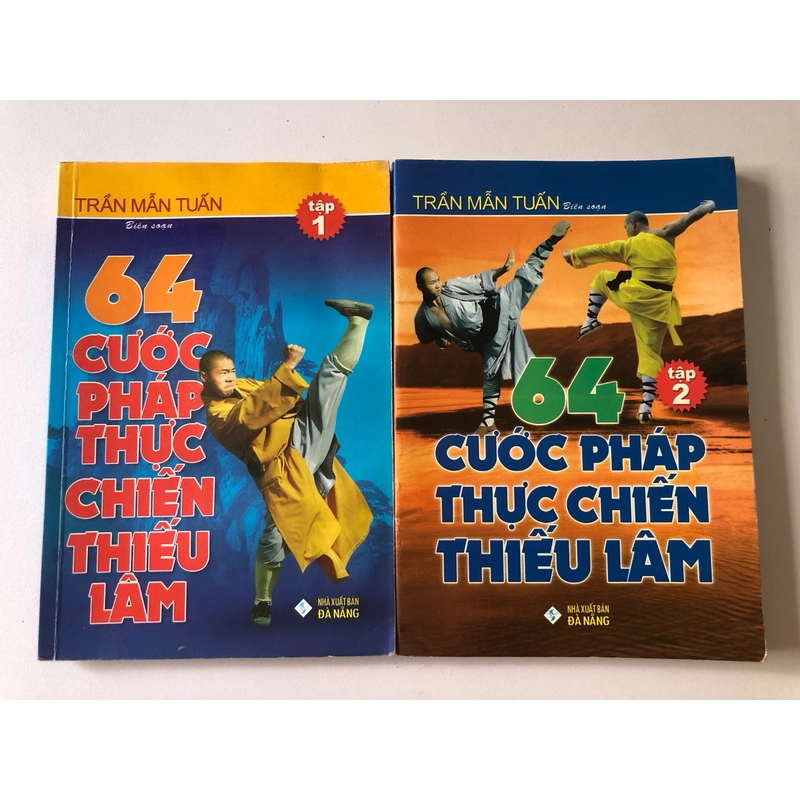 TRẦN MẪN TUẤN
Biên soạn
tập
1
64
CƯỚC
PHÁP
THỰC
CHIẾN
THIẾU
LÂM
NHÀ XUẤT BẢN
ĐÀ NẴNG
TRẦN MẪN TUẤN
Biên soạn
64
tập
2
CƯỚC PHÁP
THỰC CHIẾN
THIẾU LÂM
NHÀ XUẤT BẢN
ĐÀ NẴNG